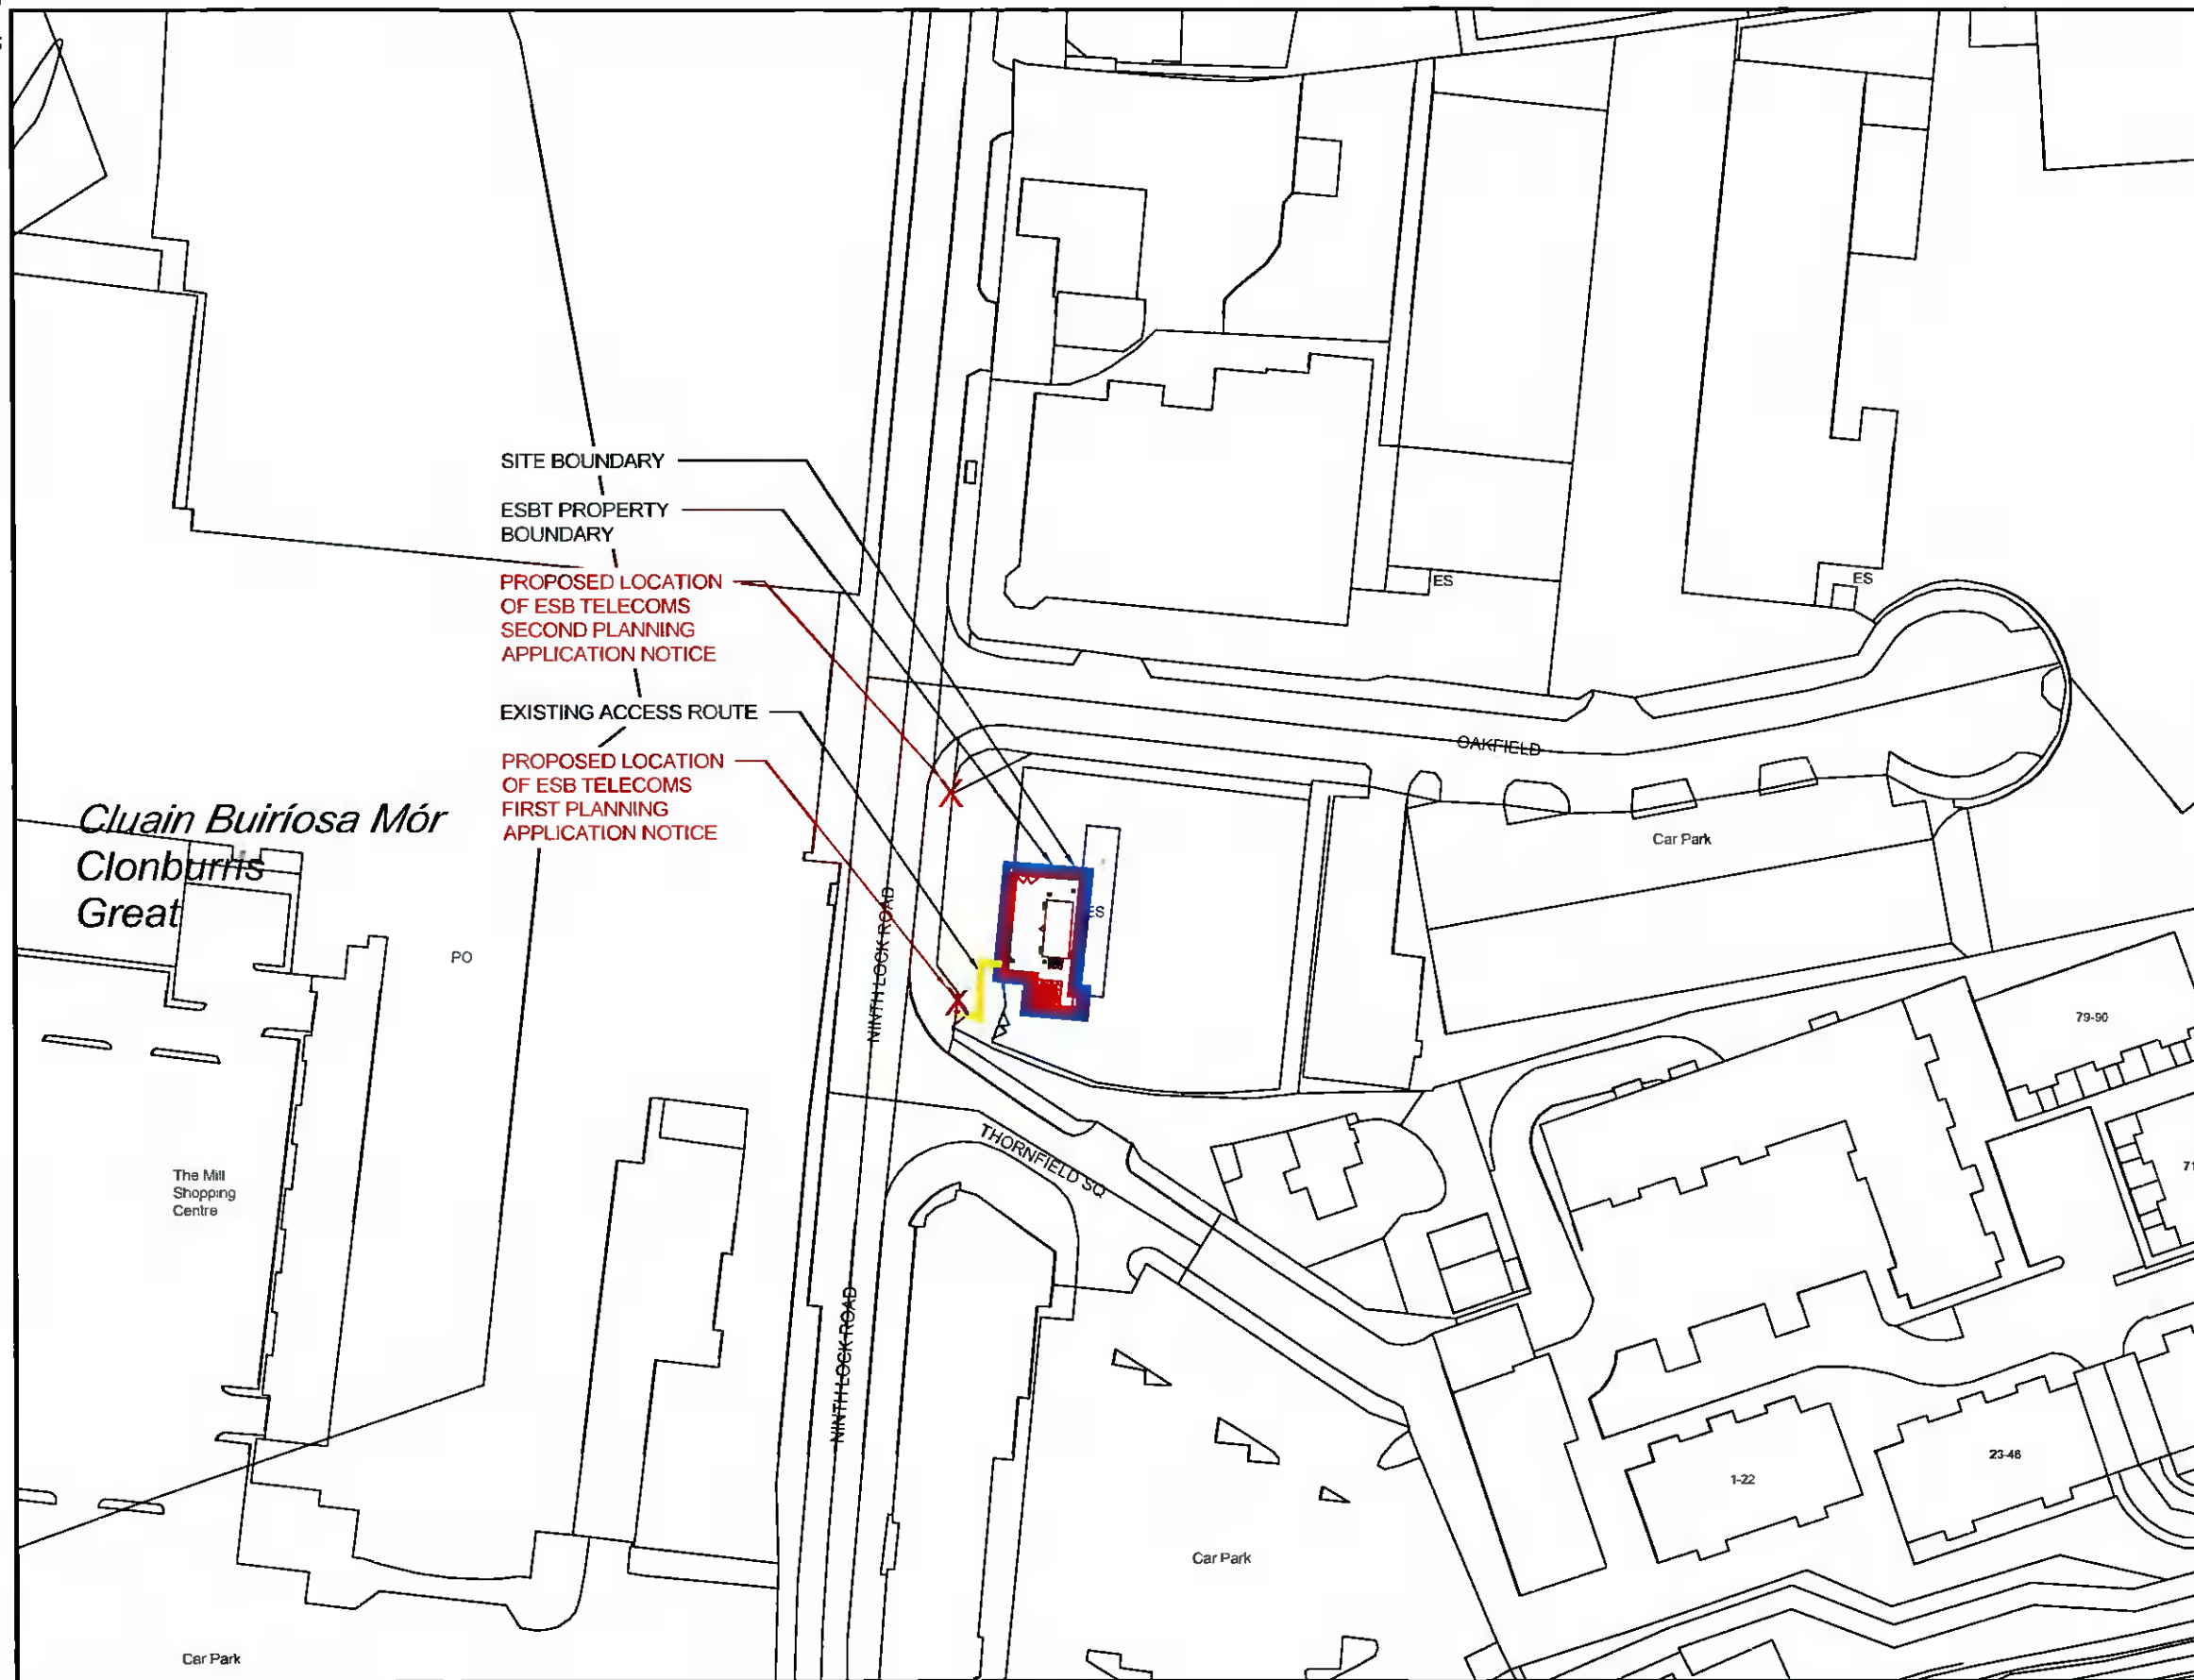 SITE BOUNDARY
ESBT PROPERTY
BOUNDARY
PROPOSED LOCATION
OF ESB TELECOMS
SECOND PLANNING
APPLICATION NOTICE
EXISTING ACCESS ROUTE
PROPOSED LOCATION
OF ESB TELECOMS
FIRST PLANNING
APPLICATION NOTICE
Cluain Buiríosa Mór
Clonburris
Great
PO
The Mill
Shopping
Centre
Car Park
NINTH LOCK ROAD
NINTH LOCK ROAD
THORNFIELD SQ
OAKFIELD
ES
ES
ES
Car Park
79-90
71
1-22
23-46
Car Park